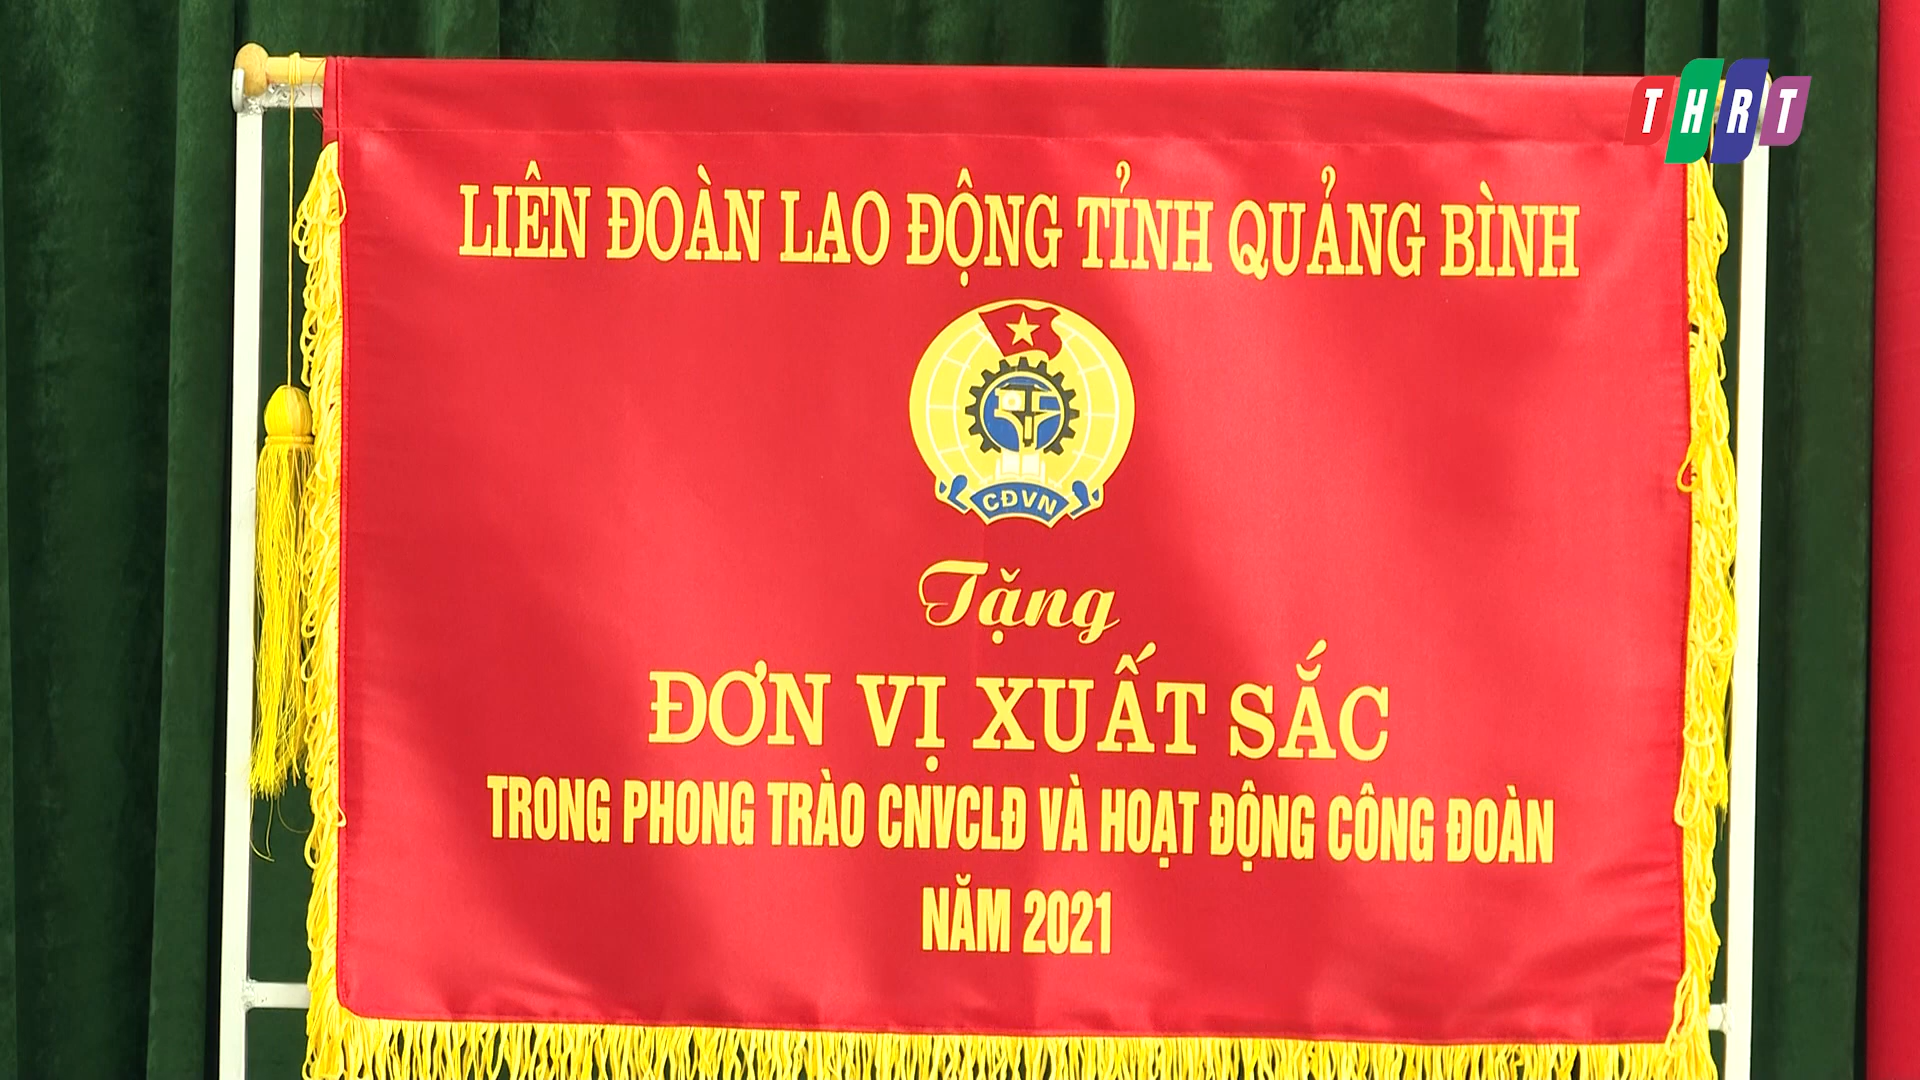 THRT
LIÊN ĐOÀN LAO ĐỘNG TỈNH QUẢNG BÌNH
CĐVN
Tặng
ĐƠN VỊ XUẤT SẮC
TRONG PHONG TRÀO CNVCLĐ VÀ HOẠT ĐỘNG CÔNG ĐOÀN
NĂM 2021